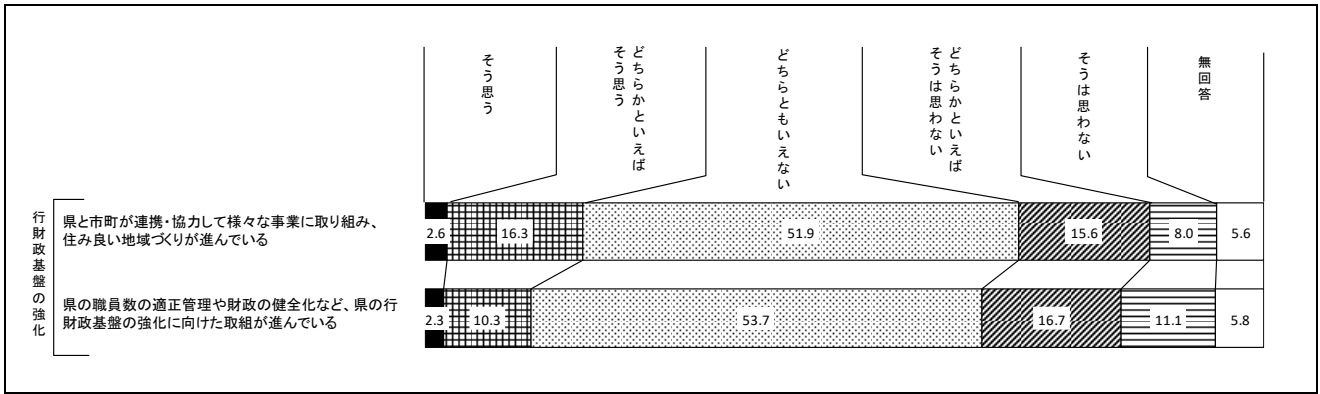 そう思う
どちらかといえば
そう思う
どちらともいえない
どちらかといえば
そうは思わない
そうは思わない
無回答
行財政基盤の強化
県と市町が連携・協力して様々な事業に取り組み、
住み良い地域づくりが進んでいる
2.6
16.3
51.9
15.6
8.0
5.6
県の職員数の適正管理や財政の健全化など、県の行
財政基盤の強化に向けた取組が進んでいる
2.3
10.3
53.7
16.7
11.1
5.8